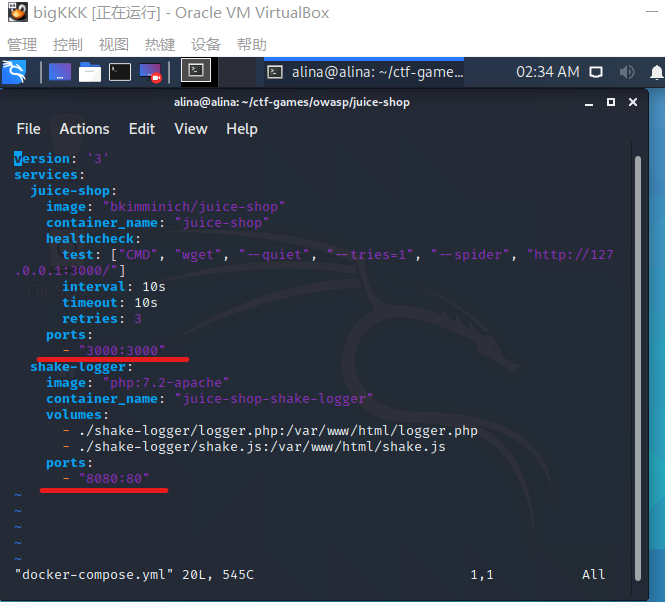 bigKKK [正在运行] - Oracle VM VirtualBox
管理 控制 视图 热键 设备 帮助
alina@alina: ~/ctf-game... 02:34 AM
alina@alina: ~/ctf-games/owasp/juice-shop
File Actions Edit View Help
version: '3'
services:
  juice-shop:
    image: "bkimminich/juice-shop"
    container_name: "juice-shop"
    healthcheck:
      test: ["CMD", "wget", "--quiet", "--tries=1", "--spider", "http://127
.0.0.1:3000/"]
      interval: 10s
      timeout: 10s
      retries: 3
    ports:
      - "3000:3000"
  shake-logger:
    image: "php:7.2-apache"
    container_name: "juice-shop-shake-logger"
    volumes:
      - ./shake-logger/logger.php:/var/www/html/logger.php
      - ./shake-logger/shake.js:/var/www/html/shake.js
    ports:
      - "8080:80"
~
~
~
~
~
"docker-compose.yml" 20L, 545C 1,1 All